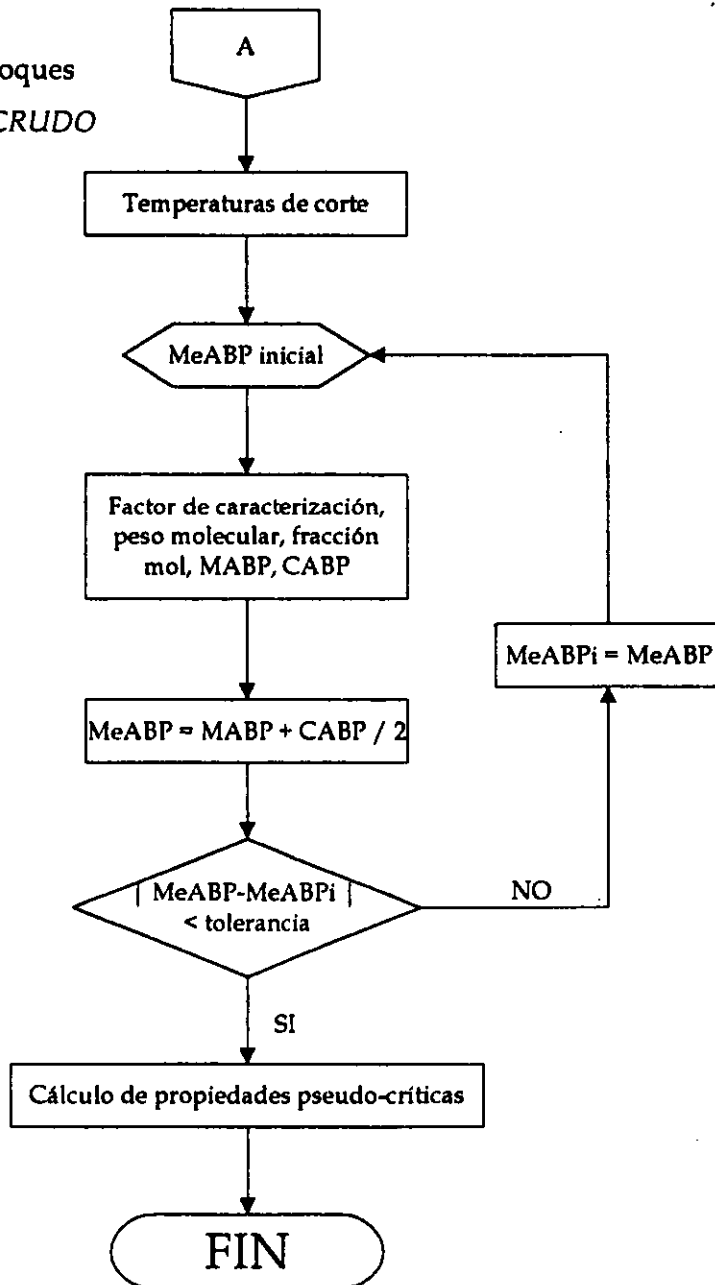 A
oques
CRUDO
Temperaturas de corte
MeABP inicial
Factor de caracterización,
peso molecular, fracción
mol, MABP, CABP
MeABPi = MeABP
MeABP = MABP + CABP / 2
| MeABP-MeABPi |
< tolerancia
NO
SI
Cálculo de propiedades pseudo-críticas
FIN